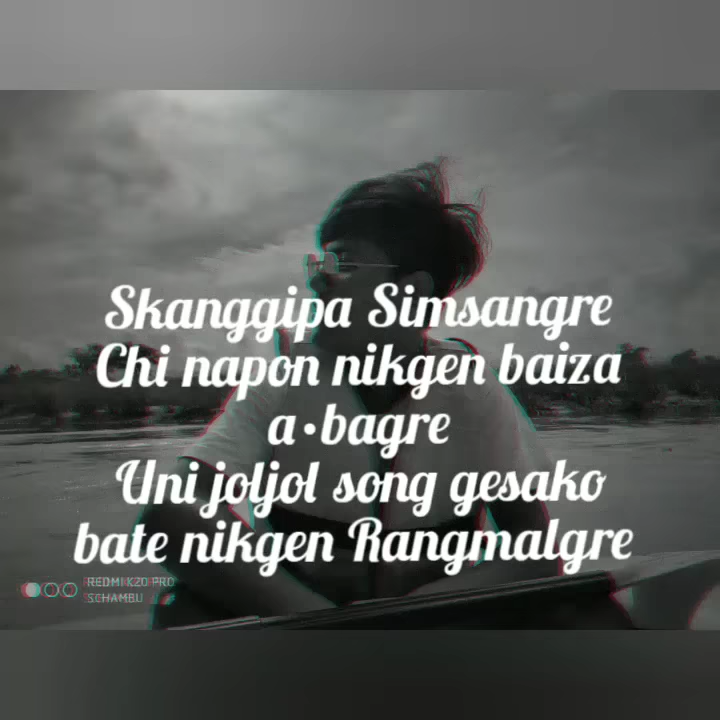 Skanggipa Simsangre
Chi napon nikgen baiza
a•bagre
Uni joljol song gesako
bate nikgen Rangmalgre
REDMI K20 PRO
SCHAMBU